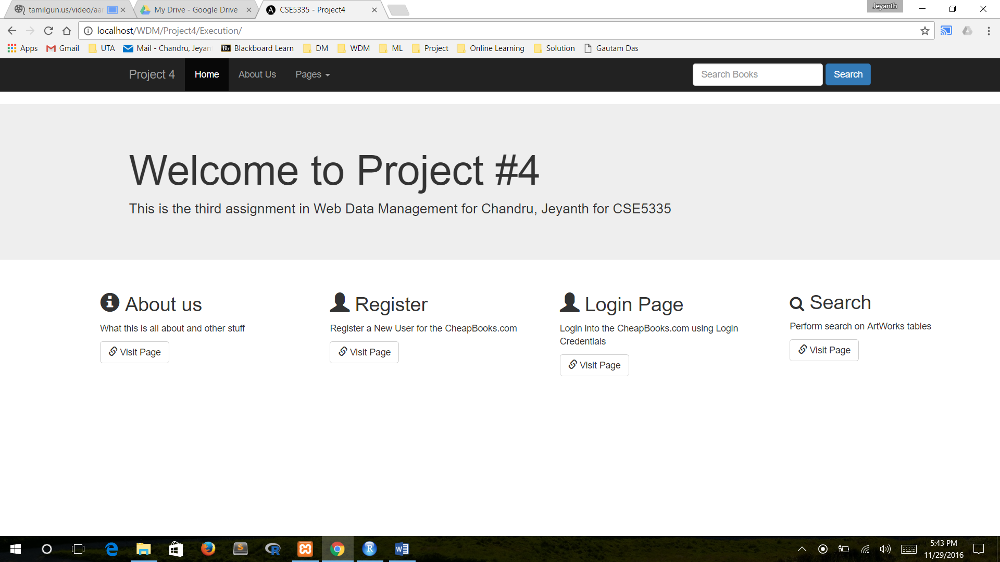 tamilgun.us/video/aa
My Drive - Google Drive
CSE5335 - Project4
Jeyanth
localhost/WDM/Project4/Execution/
Apps
Gmail
UTA
Mail - Chandru, Jeyan
Bb
Blackboard Learn
DM
WDM
ML
Project
Online Learning
Solution
Gautam Das
Project 4
Home
About Us
Pages
Search Books
Search
Welcome to Project #4
This is the third assignment in Web Data Management for Chandru, Jeyanth for CSE5335
About us
What this is all about and other stuff
Visit Page
Register
Register a New User for the CheapBooks.com
Visit Page
Login Page
Login into the CheapBooks.com using Login
Credentials
Visit Page
Search
Perform search on ArtWorks tables
Visit Page
5:43 PM
11/29/2016